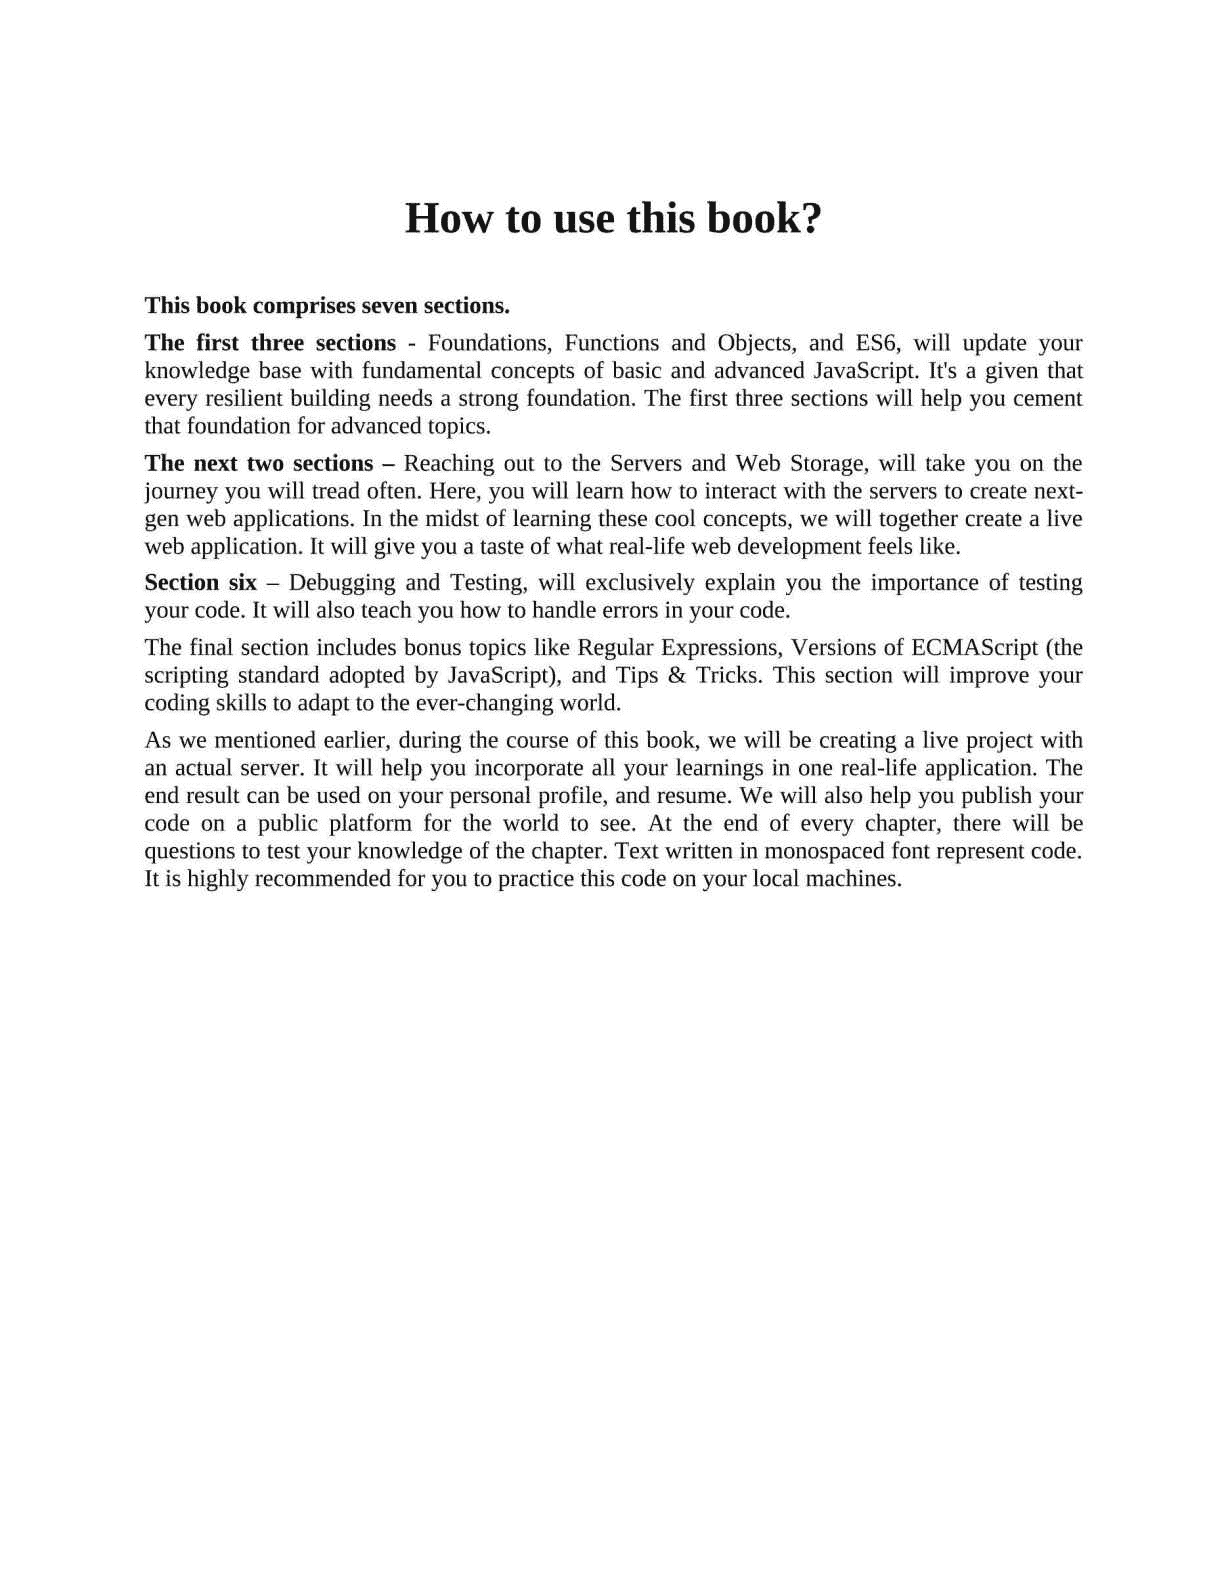 How to use this book?
This book comprises seven sections.
The first three sections - Foundations, Functions and Objects, and ES6, will update your
knowledge base with fundamental concepts of basic and advanced JavaScript. It's a given that
every resilient building needs a strong foundation. The first three sections will help you cement
that foundation for advanced topics.
The next two sections – Reaching out to the Servers and Web Storage, will take you on the
journey you will tread often. Here, you will learn how to interact with the servers to create next-
gen web applications. In the midst of learning these cool concepts, we will together create a live
web application. It will give you a taste of what real-life web development feels like.
Section six – Debugging and Testing, will exclusively explain you the importance of testing
your code. It will also teach you how to handle errors in your code.
The final section includes bonus topics like Regular Expressions, Versions of ECMAScript (the
scripting standard adopted by JavaScript), and Tips & Tricks. This section will improve your
coding skills to adapt to the ever-changing world.
As we mentioned earlier, during the course of this book, we will be creating a live project with
an actual server. It will help you incorporate all your learnings in one real-life application. The
end result can be used on your personal profile, and resume. We will also help you publish your
code on a public platform for the world to see. At the end of every chapter, there will be
questions to test your knowledge of the chapter. Text written in monospaced font represent code.
It is highly recommended for you to practice this code on your local machines.